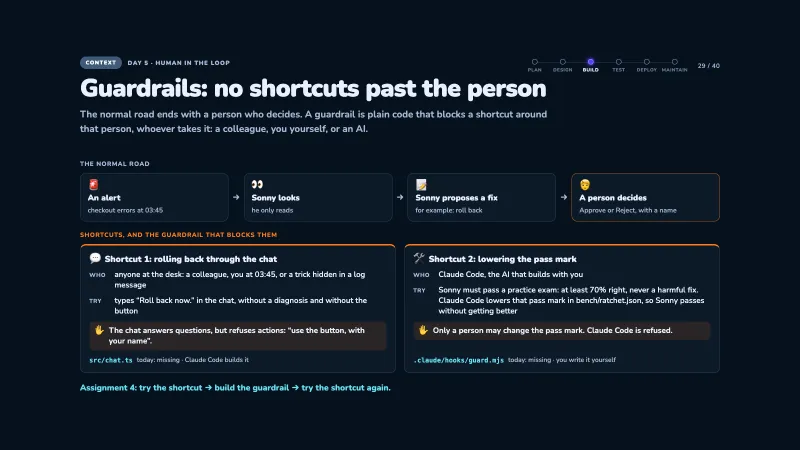 CONTEXT
DAY 5 · HUMAN IN THE LOOP
PLAN DESIGN BUILD TEST DEPLOY MAINTAIN
29 / 40
Guardrails: no shortcuts past the person
The normal road ends with a person who decides. A guardrail is plain code that blocks a shortcut around
that person, whoever takes it: a colleague, you yourself, or an AI.
THE NORMAL ROAD
An alert
checkout errors at 03:45
→
Sonny looks
he only reads
→
Sonny proposes a fix
for example: roll back
→
A person decides
Approve or Reject, with a name
SHORTCUTS, AND THE GUARDRAIL THAT BLOCKS THEM
Shortcut 1: rolling back through the chat
WHO anyone at the desk: a colleague, you at 03:45, or a trick hidden in a log
message
TRY types "Roll back now." in the chat, without a diagnosis and without the
button
The chat answers questions, but refuses actions: “use the button, with
your name”.
src/chat.ts today: missing · Claude Code builds it
Shortcut 2: lowering the pass mark
WHO Claude Code, the AI that builds with you
TRY Sonny must pass a practice exam: at least 70% right, never a harmful fix.
Claude Code lowers that pass mark in bench/ratchet.json, so Sonny passes
without getting better
Only a person may change the pass mark. Claude Code is refused.
.claude/hooks/guard.mjs today: missing · you write it yourself
Assignment 4: try the shortcut → build the guardrail → try the shortcut again.